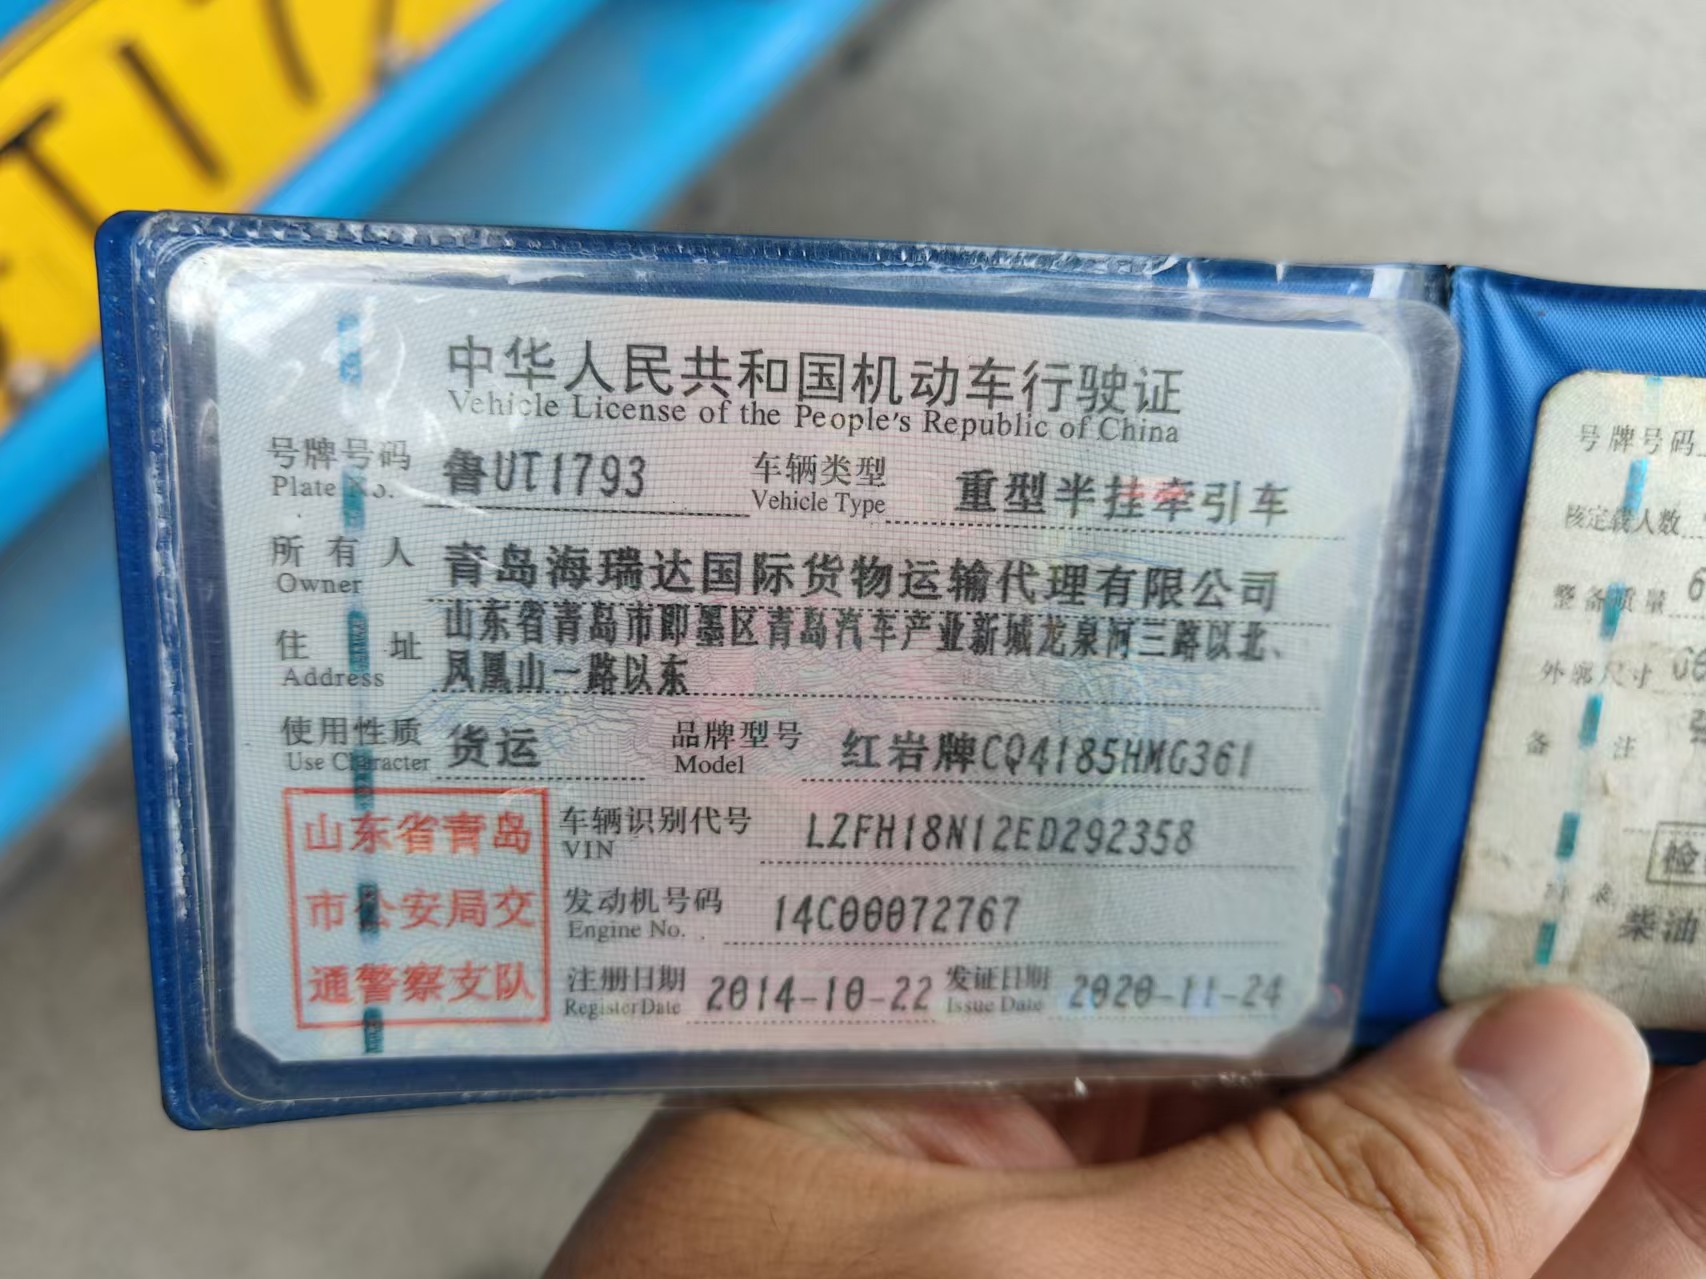 T17
中华人民共和国机动车行驶证
Vehicle License of the People's Republic of China
号牌号码 鲁UT1793 车辆类型 重型半挂牵引车
Plate No. Vehicle Type
所有人 青岛海瑞达国际货物运输代理有限公司
Owner
住址 山东省青岛市即墨区青岛汽车产业新城龙泉河三路以北、
Address 凤凰山一路以东
使用性质 货运 品牌型号 红岩牌CQ4185HMG361
Use Character Model
山东省青岛
市公安局交
通警察支队
车辆识别代号 LZFH18N12ED292358
VIN
发动机号码 14C00072767
Engine No.
注册日期 2014-10-22 发证日期 2020-11-24
Register Date Issue Date
号牌号码
核定载人数
整备质量 6
外廓尺寸
备注
检
柴油